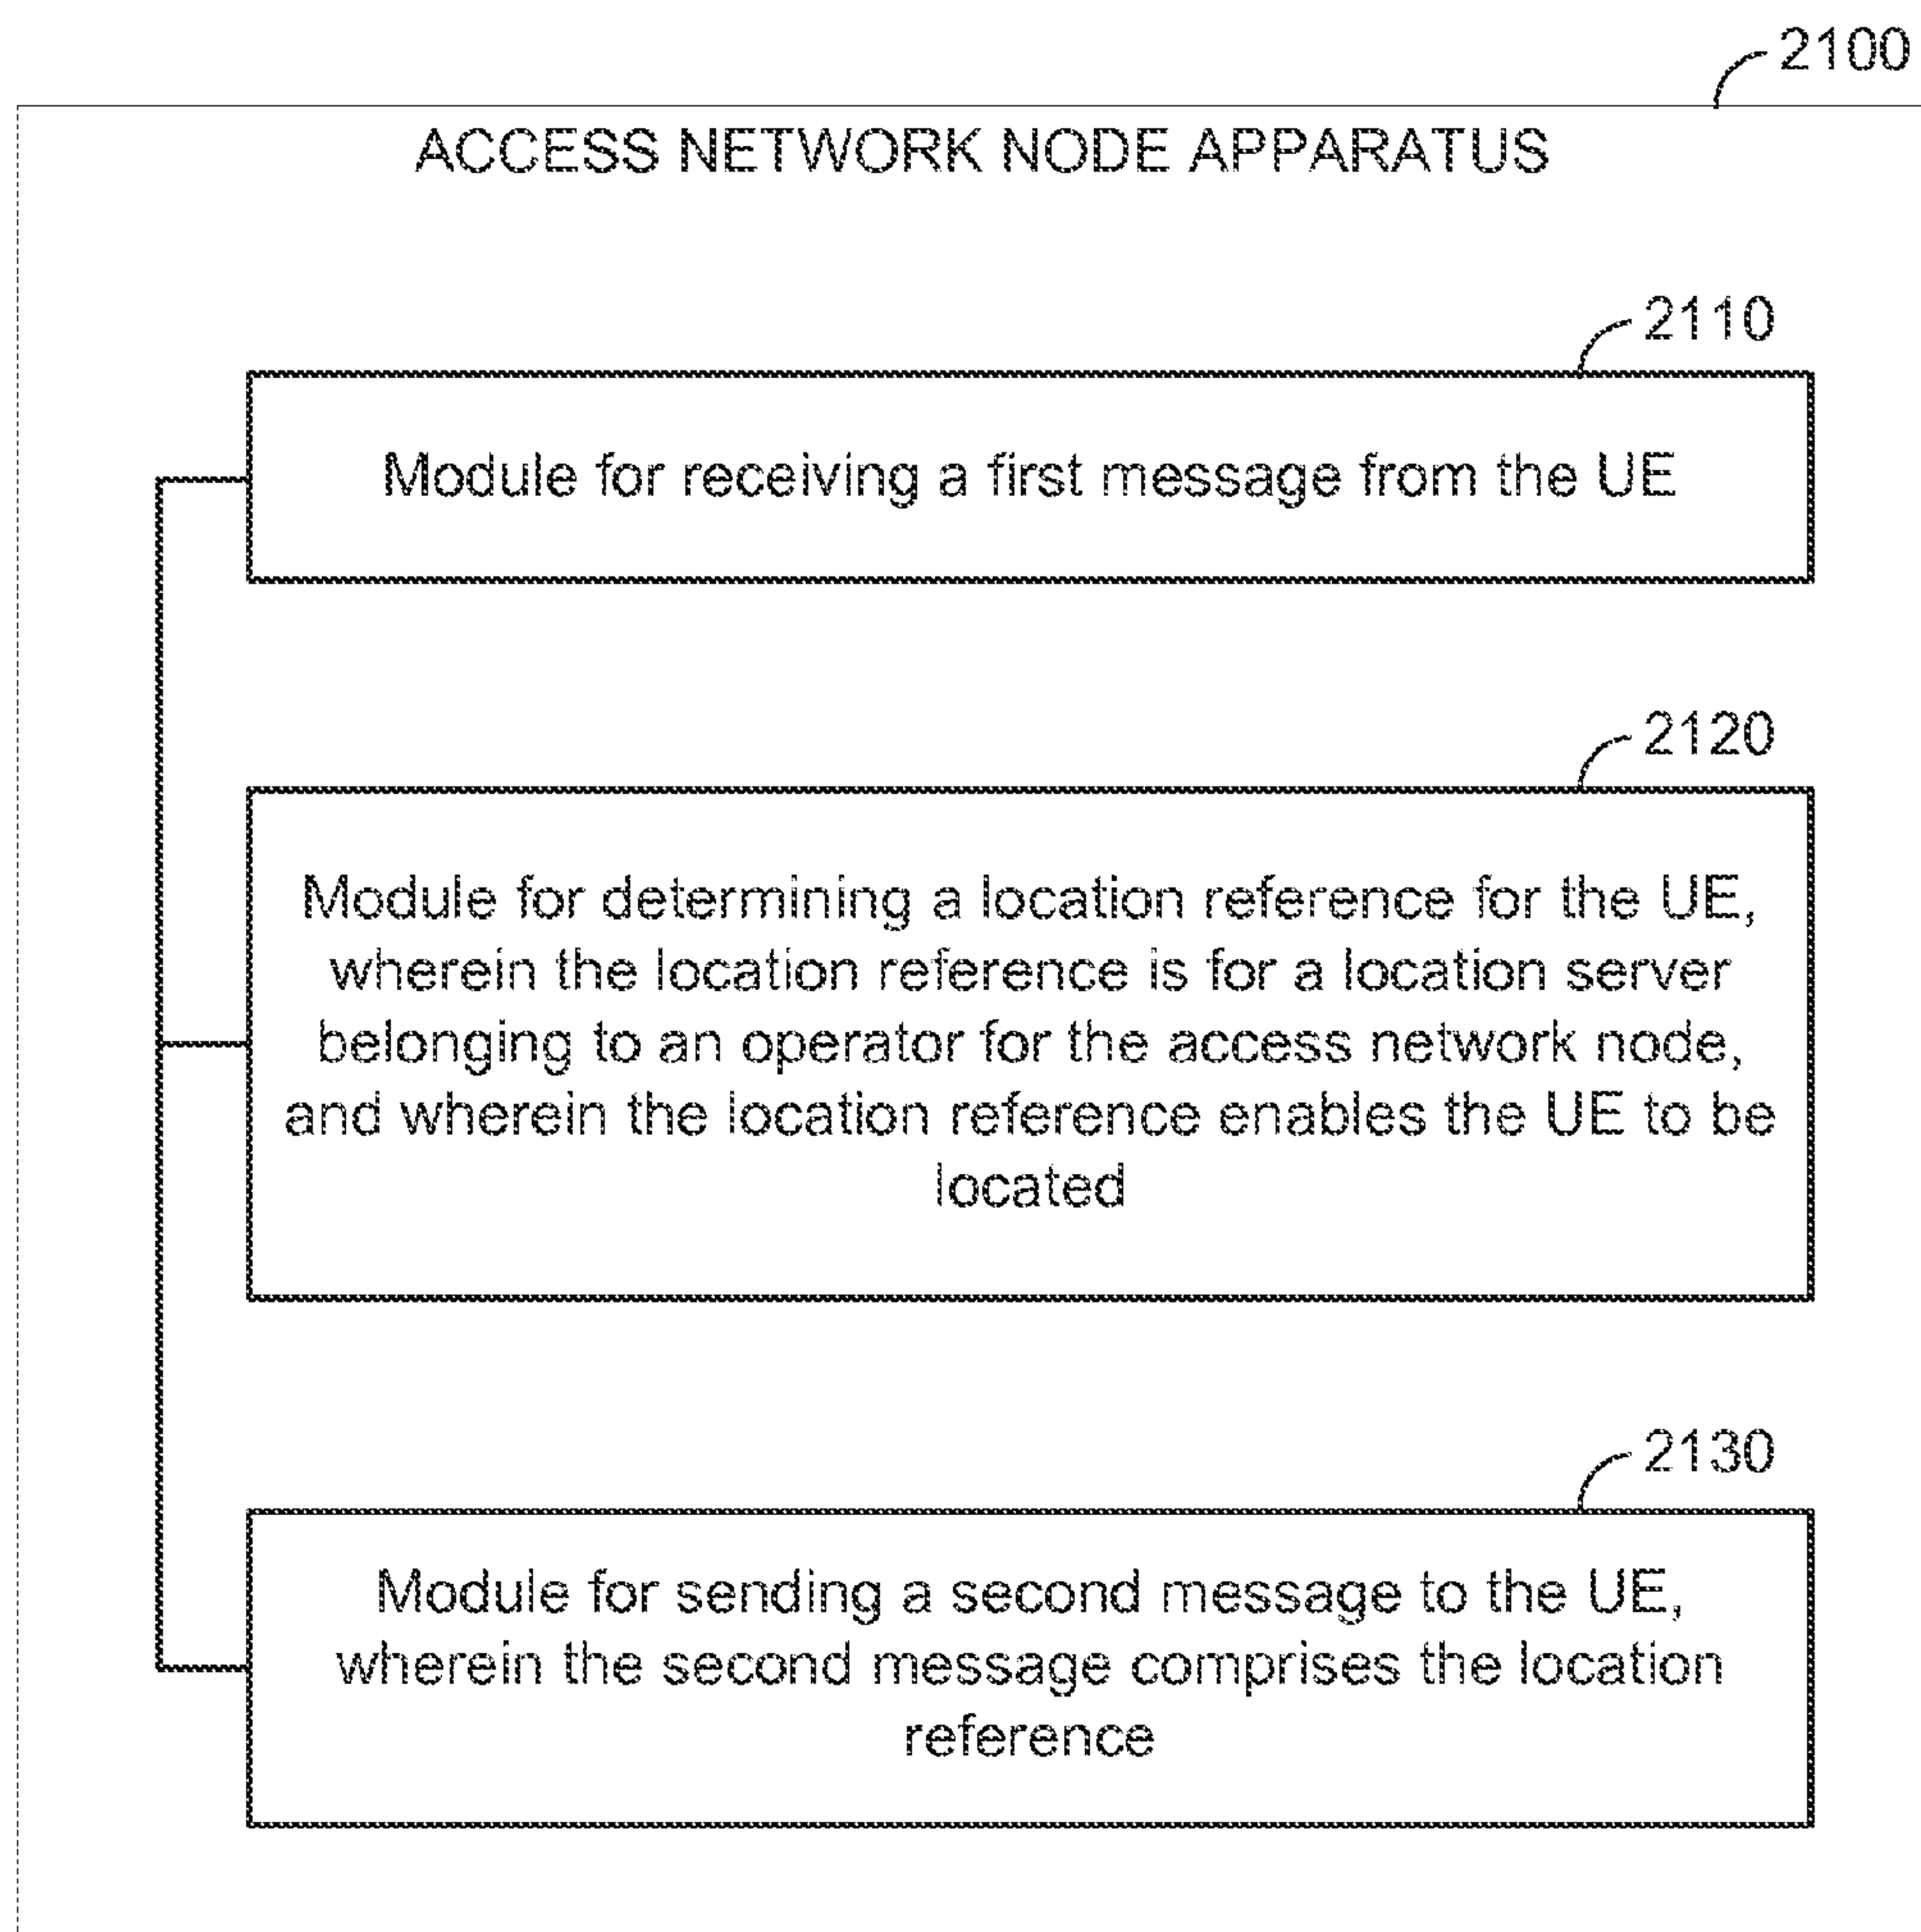 2100
ACCESS NETWORK NODE APPARATUS
2110
Module for receiving a first message from the UE
2120
Module for determining a location reference for the UE,
wherein the location reference is for a location server
belonging to an operator for the access network node,
and wherein the location reference enables the UE to be
located
2130
Module for sending a second message to the UE,
wherein the second message comprises the location
reference